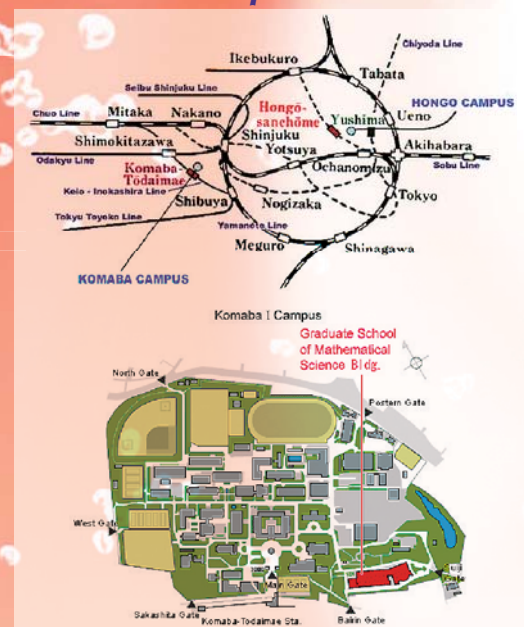 Chiyoda Line
Ikebukuro
Tabata
Seibu Shinjuku Line
Hongō-
sanchōme
HONGO CAMPUS
Yushima
Ueno
Chuo Line
Mitaka
Nakano
Shinjuku
Shimokitazawa
Yotsuya
Akihabara
Odakyu Line
Ochanomizu
Sobu Line
Komaba-
Tōdaimae
Keio - Inokashira Line
Nogizaka
Tokyo
Shibuya
Tokyu Toyoko Line
Yamanote Line
Meguro
Shinagawa
KOMABA CAMPUS
Komaba I Campus
Graduate School
of Mathematical
Science Bldg.
North Gate
Postern Gate
West Gate
Main Gate
Gate
Sakashita Gate
Komaba-Todaimae Sta.
Bairin Gate